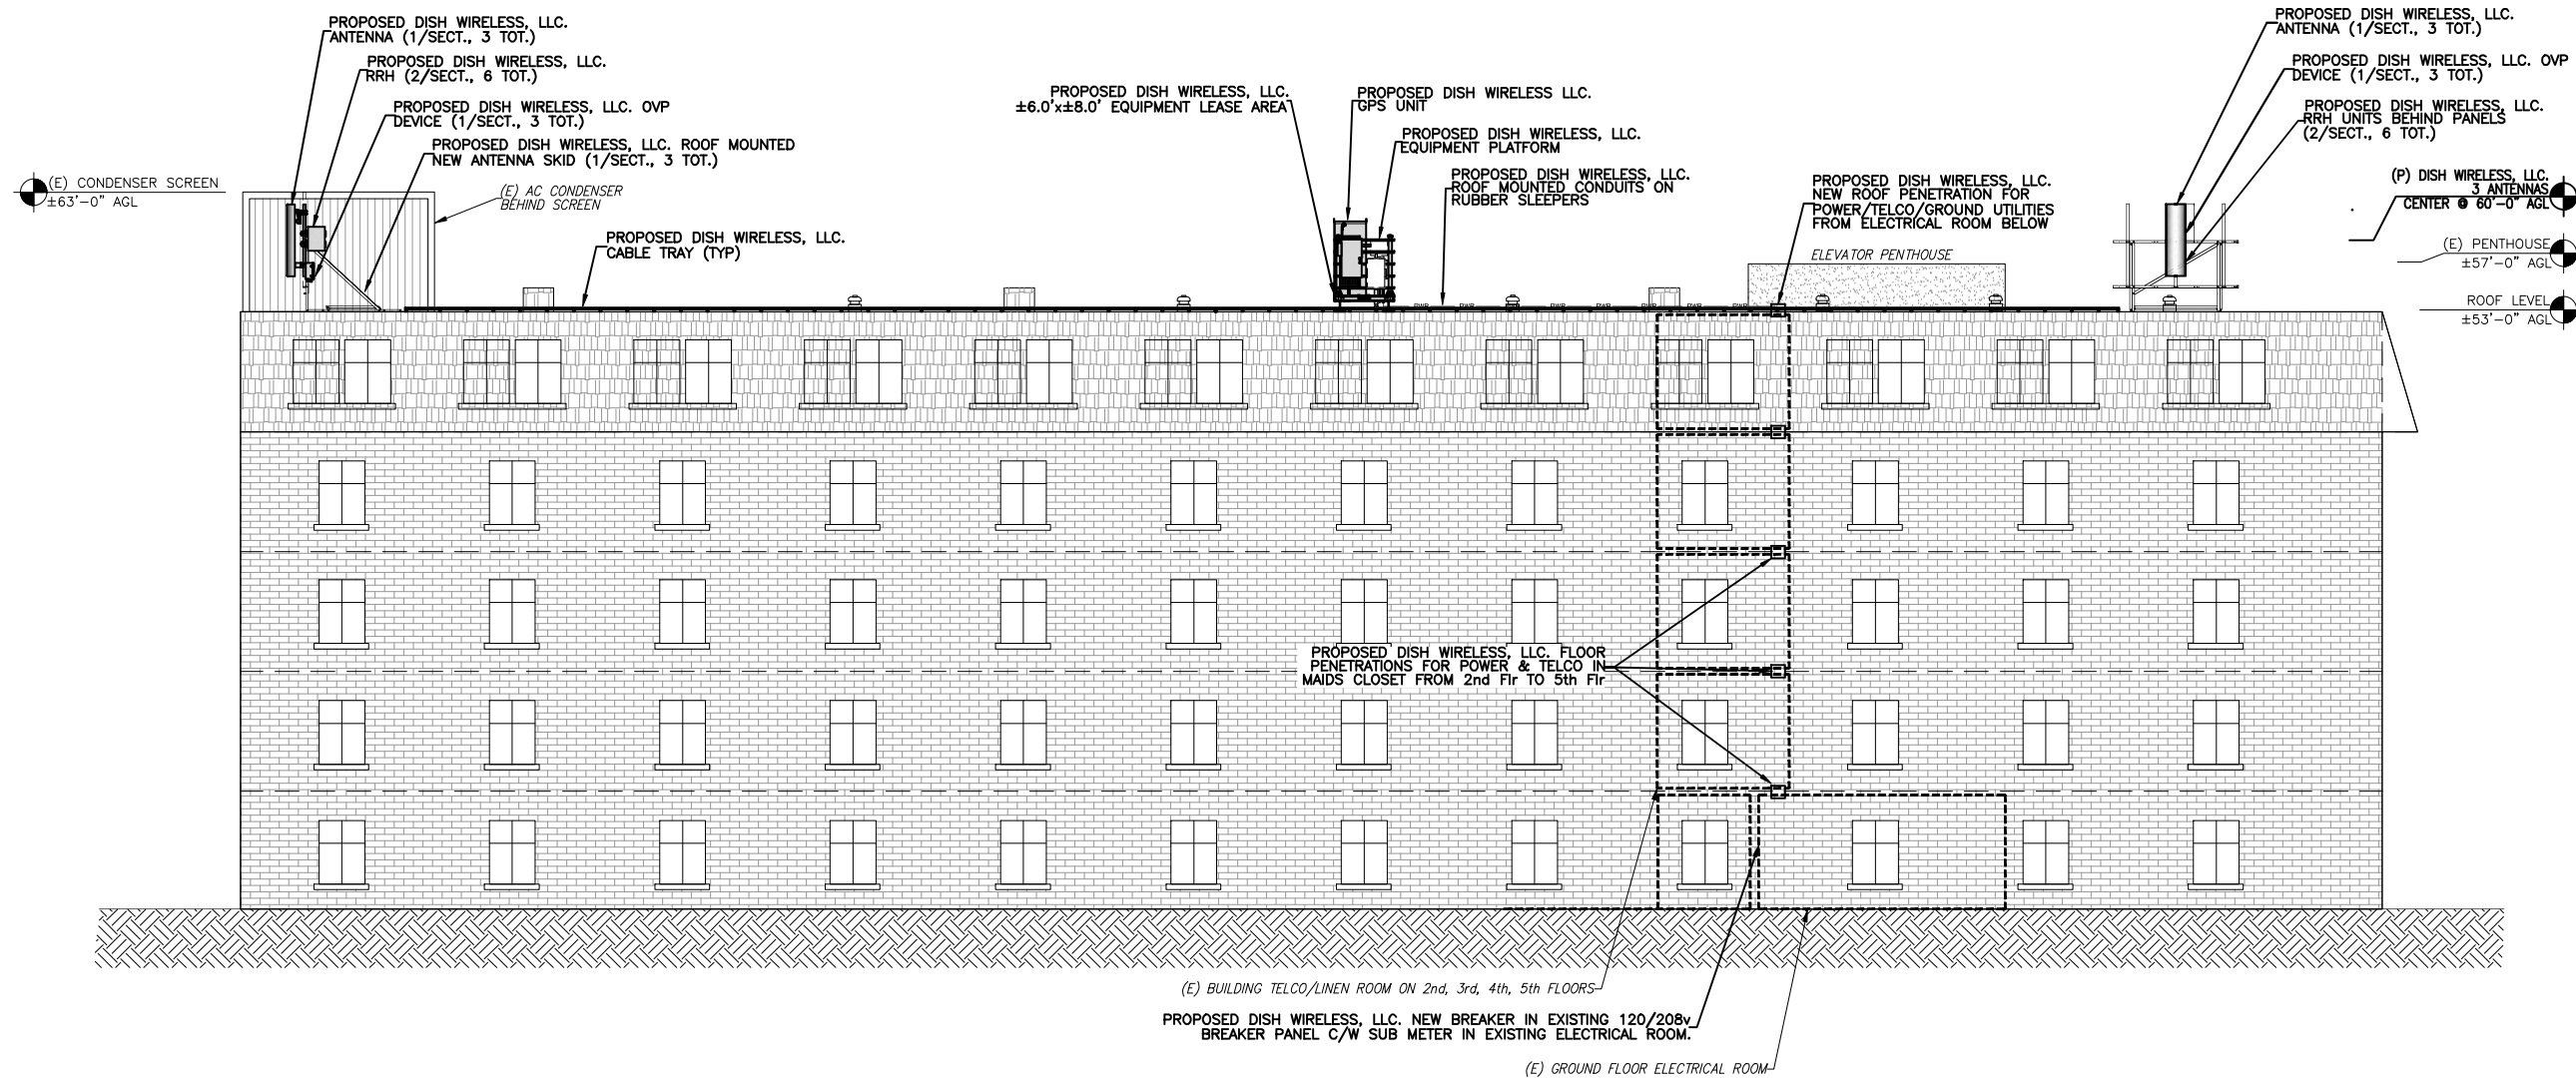 PROPOSED DISH WIRELESS, LLC.
ANTENNA (1/SECT., 3 TOT.)
PROPOSED DISH WIRELESS, LLC.
RRH (2/SECT., 6 TOT.)
PROPOSED DISH WIRELESS, LLC. OVP
DEVICE (1/SECT., 3 TOT.)
PROPOSED DISH WIRELESS, LLC. ROOF MOUNTED
NEW ANTENNA SKID (1/SECT., 3 TOT.)
(E) CONDENSER SCREEN
±63'-0" AGL
(E) AC CONDENSER
BEHIND SCREEN
PROPOSED DISH WIRELESS, LLC.
CABLE TRAY (TYP)
PROPOSED DISH WIRELESS, LLC.
±6.0'x±8.0' EQUIPMENT LEASE AREA
PROPOSED DISH WIRELESS LLC.
GPS UNIT
PROPOSED DISH WIRELESS, LLC.
EQUIPMENT PLATFORM
PROPOSED DISH WIRELESS, LLC.
ROOF MOUNTED CONDUITS ON
RUBBER SLEEPERS
PROPOSED DISH WIRELESS, LLC.
NEW ROOF PENETRATION FOR
POWER/TELCO/GROUND UTILITIES
FROM ELECTRICAL ROOM BELOW
ELEVATOR PENTHOUSE
PROPOSED DISH WIRELESS, LLC.
ANTENNA (1/SECT., 3 TOT.)
PROPOSED DISH WIRELESS, LLC. OVP
DEVICE (1/SECT., 3 TOT.)
PROPOSED DISH WIRELESS, LLC.
RRH UNITS BEHIND PANELS
(2/SECT., 6 TOT.)
(P) DISH WIRELESS, LLC.
3 ANTENNAS
CENTER @ 60'-0" AGL
(E) PENTHOUSE
±57'-0" AGL
ROOF LEVEL
±53'-0" AGL
PWR PWR PWR PWR PWR PWR
PROPOSED DISH WIRELESS, LLC. FLOOR
PENETRATIONS FOR POWER & TELCO IN
MAIDS CLOSET FROM 2nd Flr TO 5th Flr
(E) BUILDING TELCO/LINEN ROOM ON 2nd, 3rd, 4th, 5th FLOORS
PROPOSED DISH WIRELESS, LLC. NEW BREAKER IN EXISTING 120/208v
BREAKER PANEL C/W SUB METER IN EXISTING ELECTRICAL ROOM.
(E) GROUND FLOOR ELECTRICAL ROOM